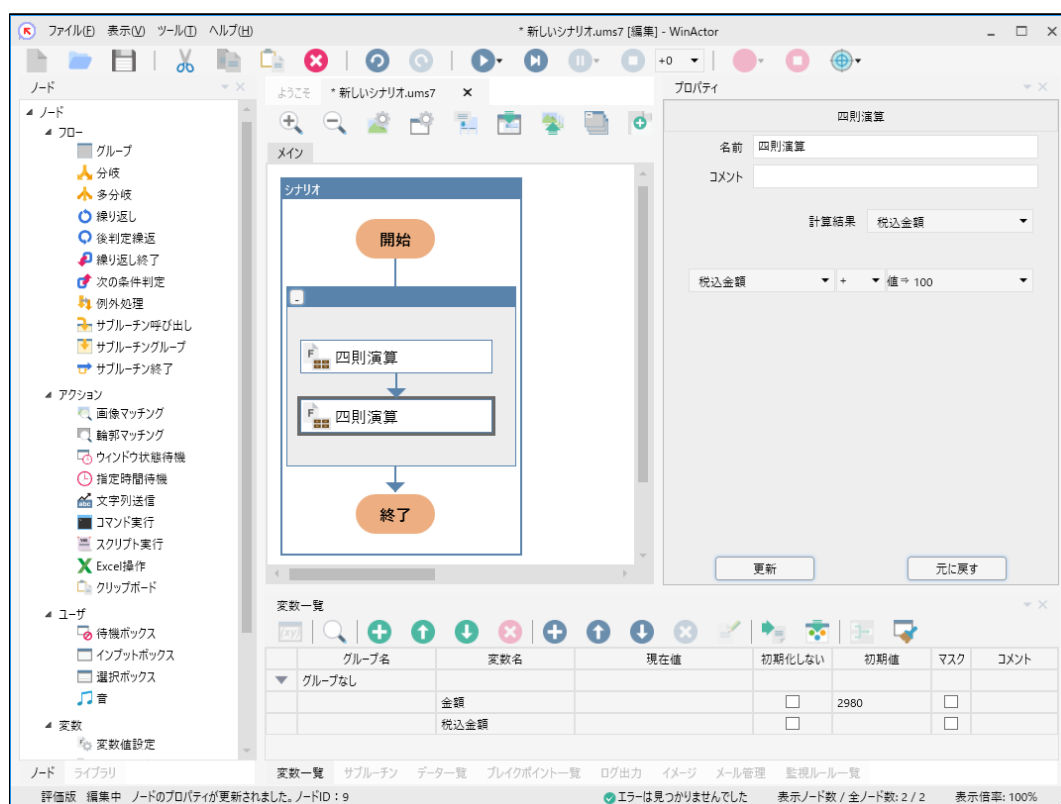 ファイル(F) 表示(V) ツール(T) ヘルプ(H)
* 新しいシナリオ.ums7 [編集] - WinActor
+0
ノード
ノード
フロー
グループ
分岐
多分岐
繰り返し
後判定繰返
繰り返し終了
次の条件判定
例外処理
サブルーチン呼び出し
サブルーチングループ
サブルーチン終了
アクション
画像マッチング
輪郭マッチング
ウィンドウ状態待機
指定時間待機
文字列送信
コマンド実行
スクリプト実行
Excel操作
クリップボード
ユーザ
待機ボックス
インプットボックス
選択ボックス
音
変数
変数値設定
ノード ライブラリ
ようこそ * 新しいシナリオ.ums7
メイン
シナリオ
開始
四則演算
四則演算
終了
プロパティ
四則演算
名前 四則演算
コメント
計算結果 税込金額
税込金額 + 値⇒100
更新 元に戻す
変数一覧
グループ名 変数名 現在値 初期化しない 初期値 マスク コメント
グループなし
金額 2980
税込金額
変数一覧 サブルーチン データ一覧 ブレイクポイント一覧 ログ出力 イメージ メール管理 監視ルール一覧
評価版 編集中 ノードのプロパティが更新されました。ノードID：9
エラーは見つかりませんでした 表示ノード数 / 全ノード数: 2 / 2 表示倍率: 100%